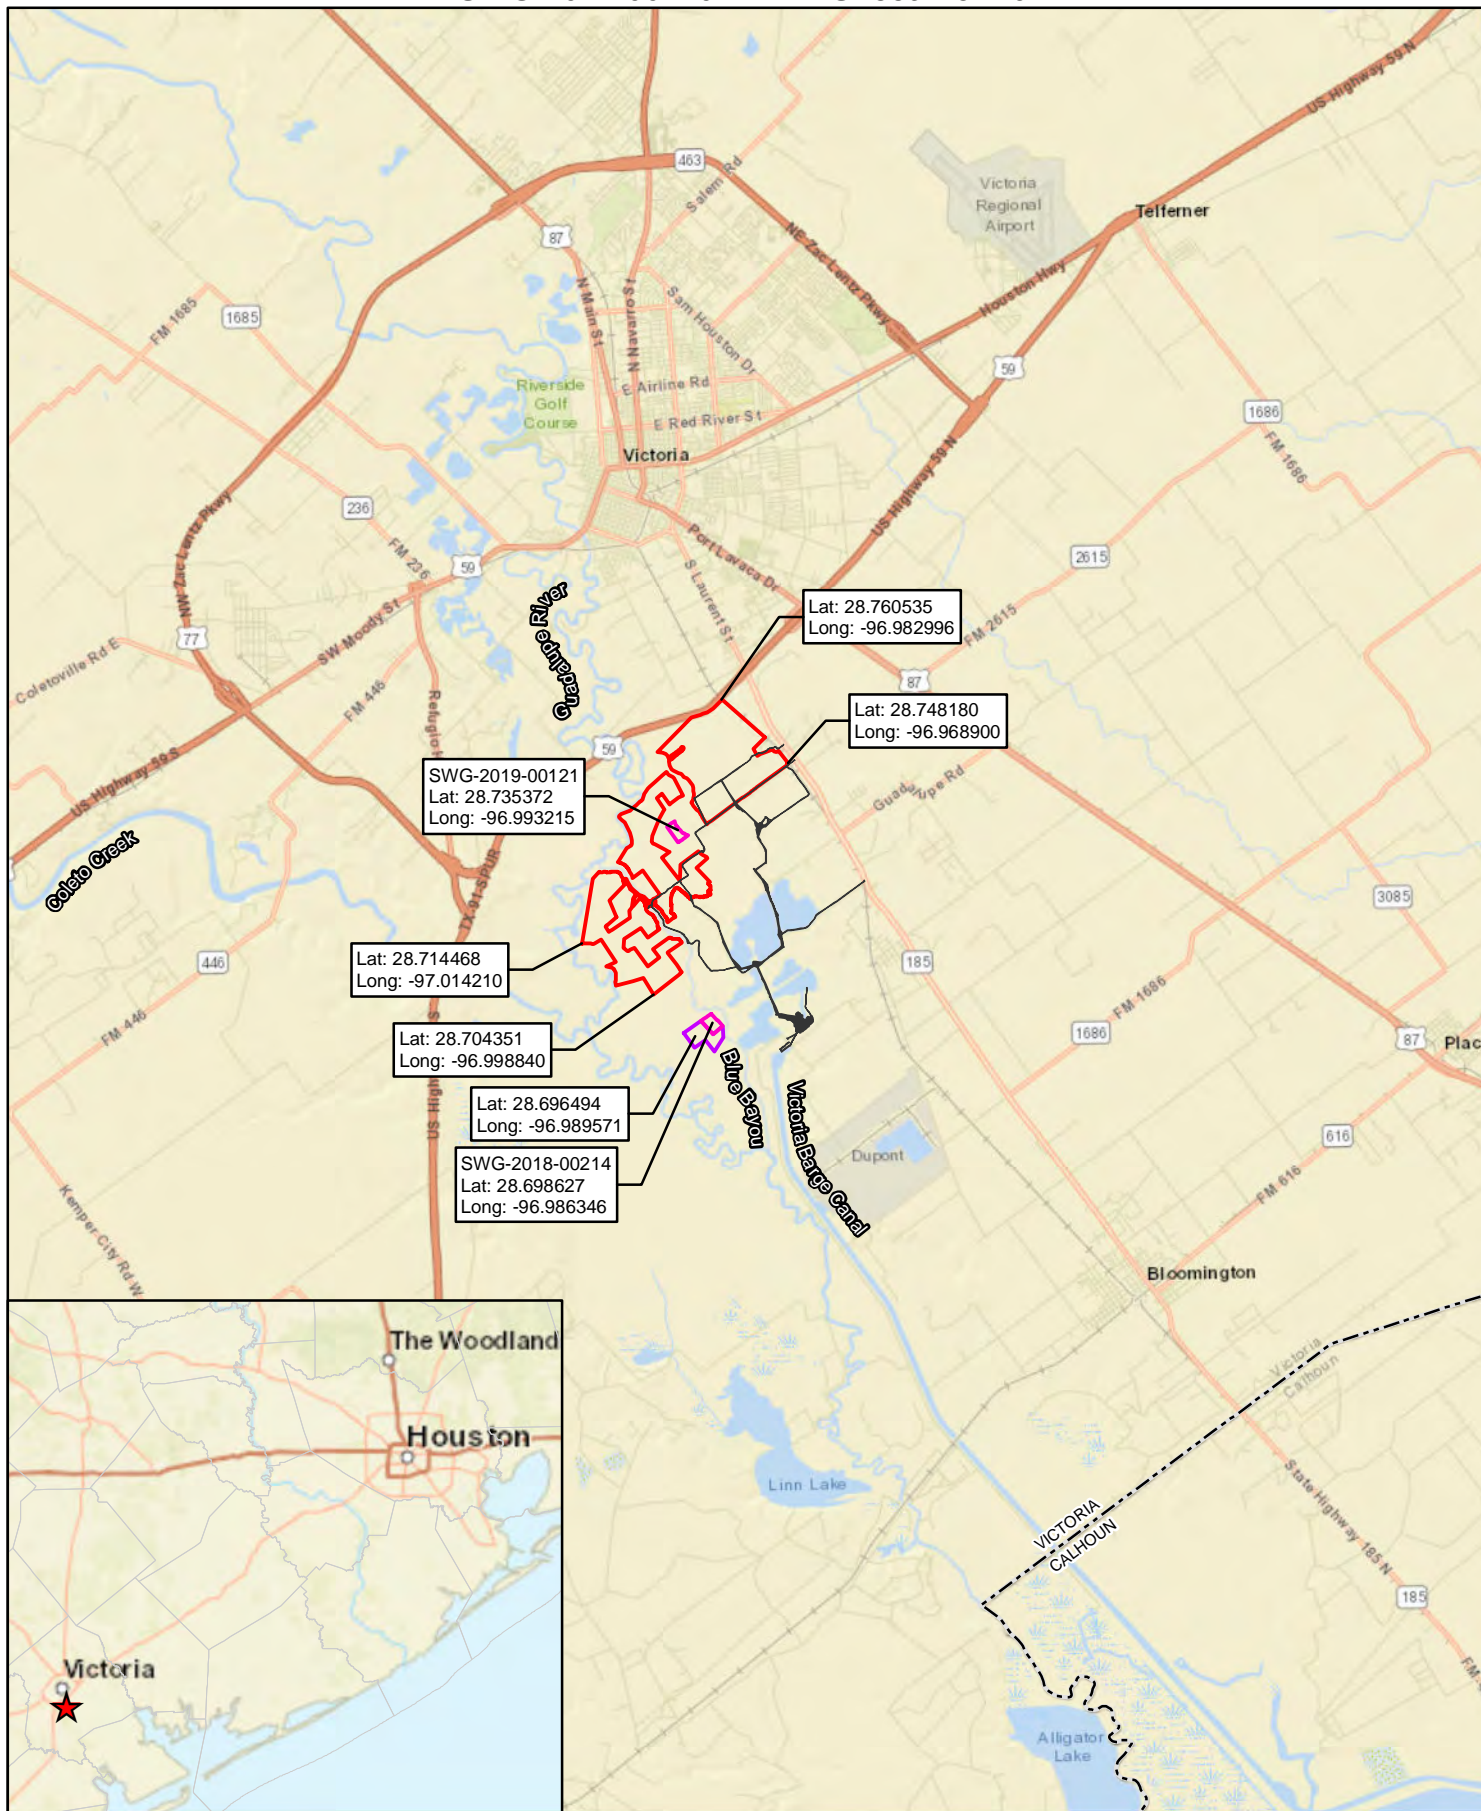 463
Salem Rd
US Highway 59 N
Victoria
Regional
Airport
Telferner
87
NE Zac Lentz Pkwy
Houston Hwy
FM 1685
1685
N Main St
N Navarro St
Sam Houston Dr
59
Riverside
Golf
Course
E Airline Rd
E Red River St
1686
FM 1686
Victoria
NW Zac Lentz Pkwy
236
FM 236
59
US Highway 59 N
Port Lavaca Dr
S Laurent St
2615
FM 2615
Guadalupe River
Lat: 28.760535
Long: -96.982996
77
SW Moody St
Coletoville Rd E
FM 446
87
Lat: 28.748180
Long: -96.968900
59
US Highway 59 S
SWG-2019-00121
Lat: 28.735372
Long: -96.993215
Guadalupe Rd
Coleto Creek
TX-91-SPUR
3085
446
Lat: 28.714468
Long: -97.014210
185
FM 446
FM 1686
1686
87
Plac
Lat: 28.704351
Long: -96.998840
Lat: 28.696494
Long: -96.989571
Blue Bayou
Victoria Barge Canal
SWG-2018-00214
Lat: 28.698627
Long: -96.986346
Dupont
616
FM 616
Kemper City Rd W
Bloomington
Victoria
Calhoun
The Woodland
Houston
Linn Lake
State Highway 185 N
VICTORIA
CALHOUN
185
Victoria
Alligator
Lake